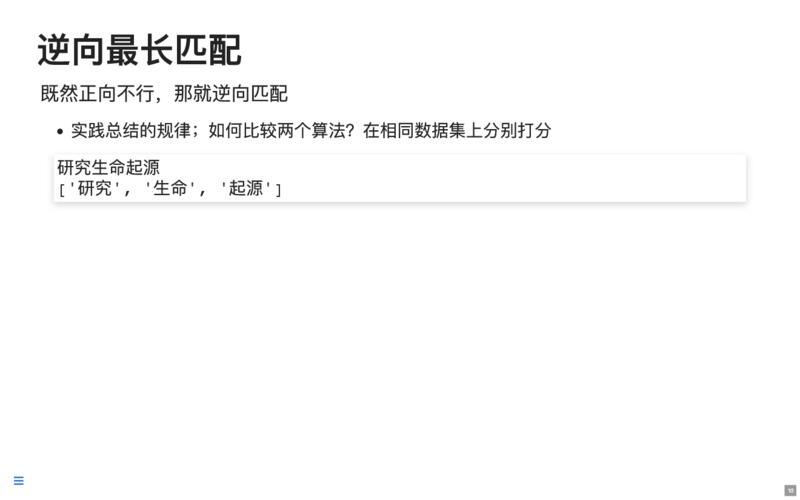 逆向最长匹配
既然正向不行，那就逆向匹配
• 实践总结的规律；如何比较两个算法？在相同数据集上分别打分
研究生命起源
['研究', '生命', '起源']